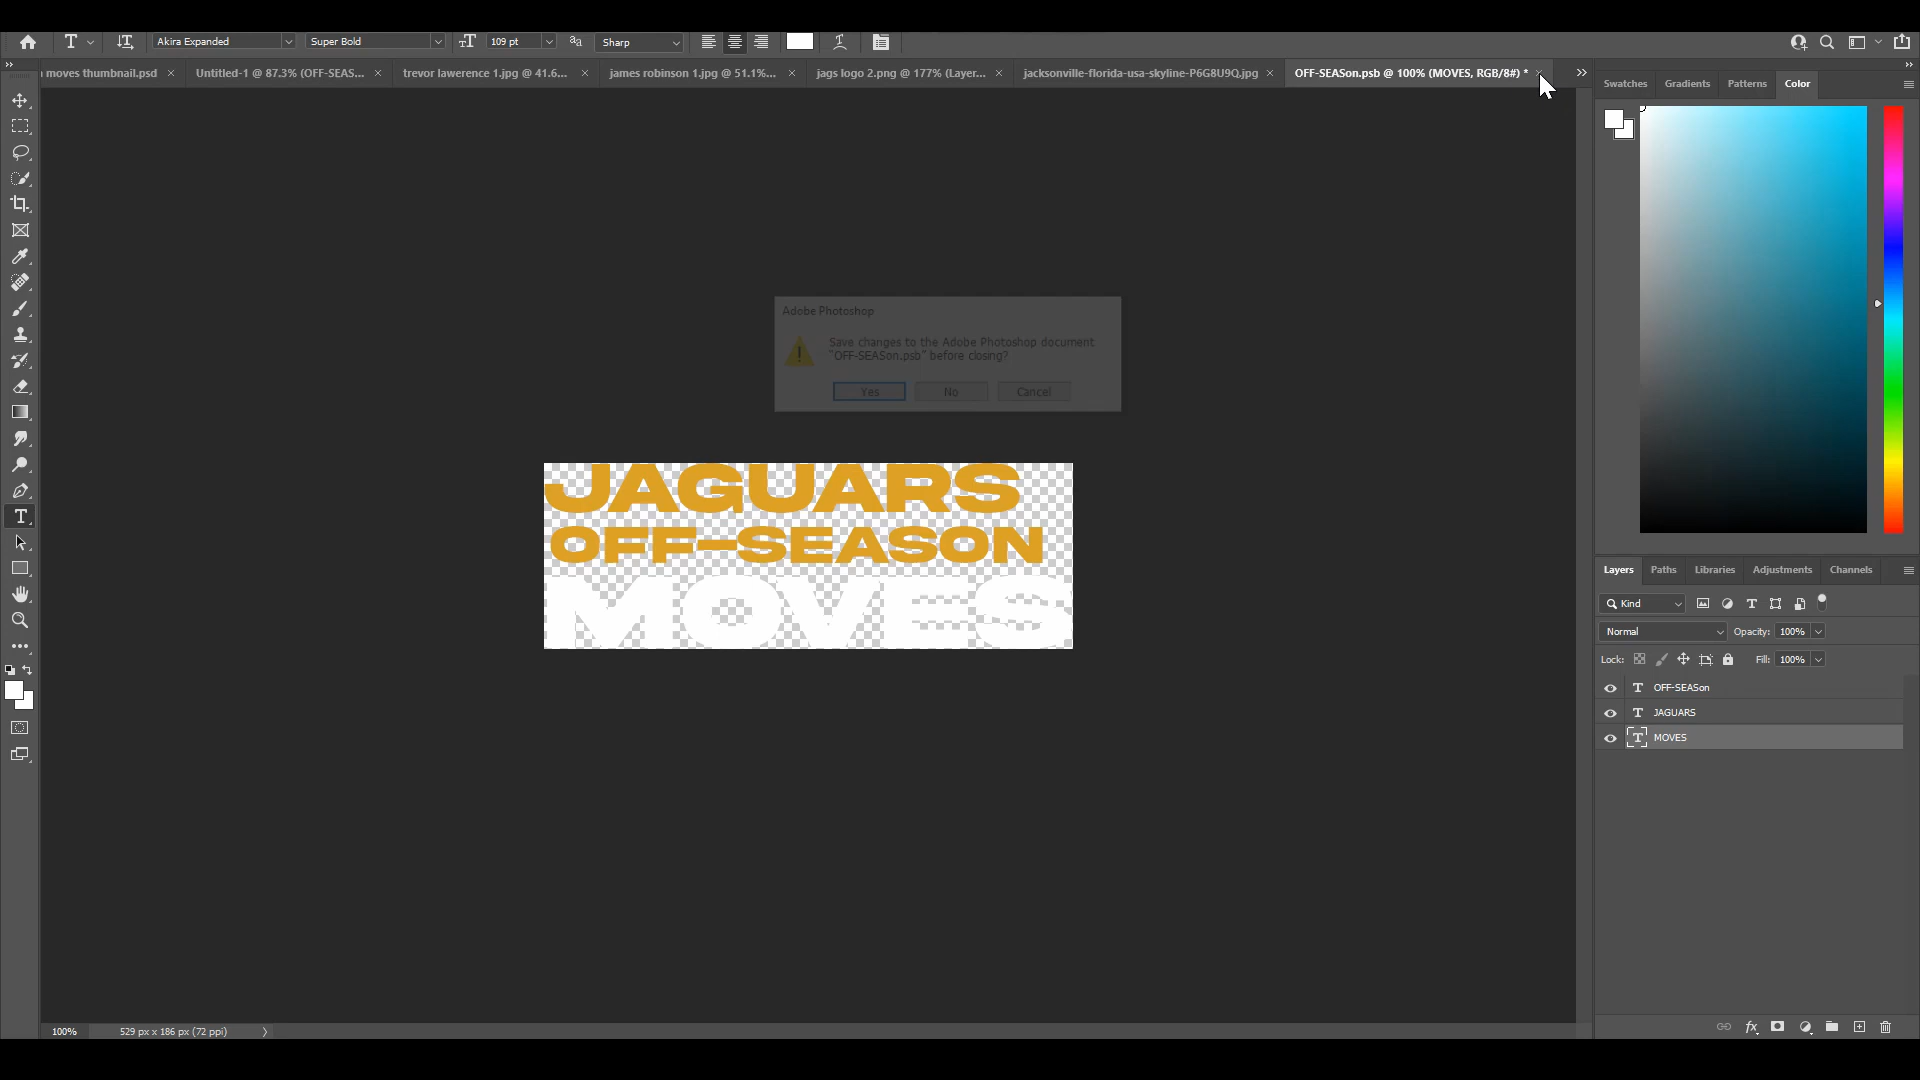 Akira Expanded
Super Bold
109 pt
Sharp
moves thumbnail.psd
Untitled-1 @ 87.3% (OFF-SEAS...
trevor lawerence 1.jpg @ 41.6...
james robinson 1.jpg @ 51.1%...
jags logo 2.png @ 177% (Layer...
jacksonville-florida-usa-skyline-P6G8U9Q.jpg
OFF-SEASon.psb @ 100% (MOVES, RGB/8#) *
Swatches
Gradients
Patterns
Color
Adobe Photoshop
Save changes to the Adobe Photoshop document
"OFF-SEASon.psb" before closing?
Yes
No
Cancel
JAGUARS
OFF-SEASON
MOVES
Layers
Paths
Libraries
Adjustments
Channels
Kind
Normal
Opacity: 100%
Lock:
Fill: 100%
OFF-SEASon
JAGUARS
MOVES
100%
529 px x 186 px (72 ppi)